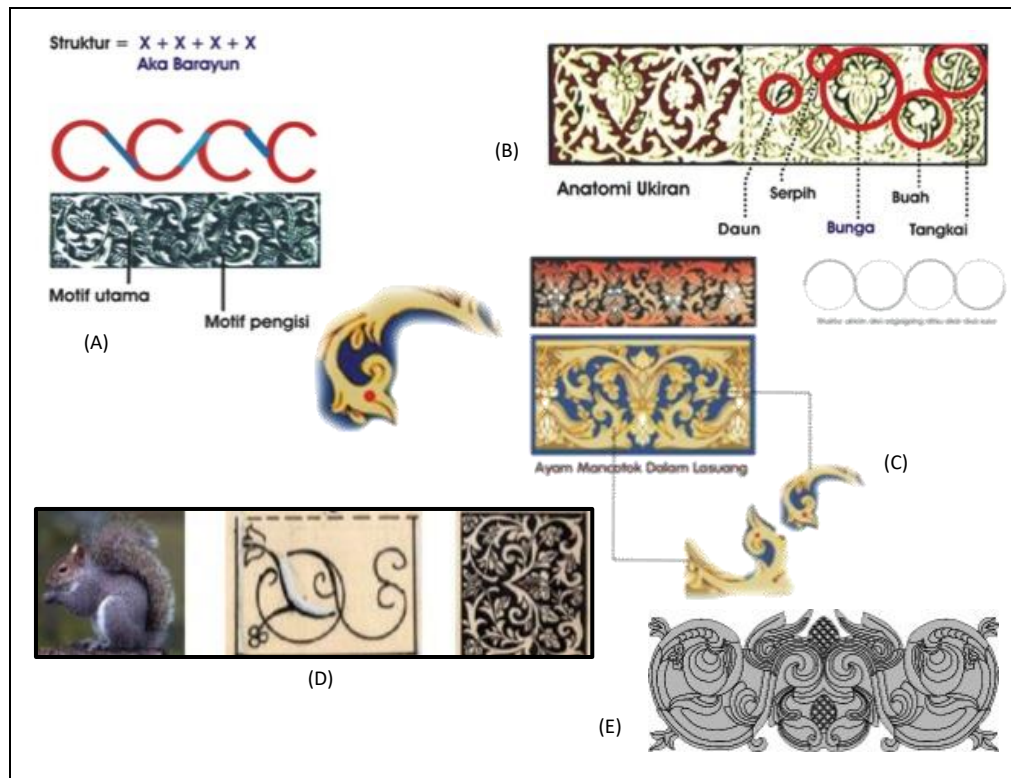 Struktur = X + X + X + X
Aka Barayun
Motif utama
Motif pengisi
(A)
(B)
Anatomi Ukiran
Daun
Serpih
Bunga
Buah
Tangkai
Ayam Mancotok Dalam Lasuang
(C)
(D)
(E)